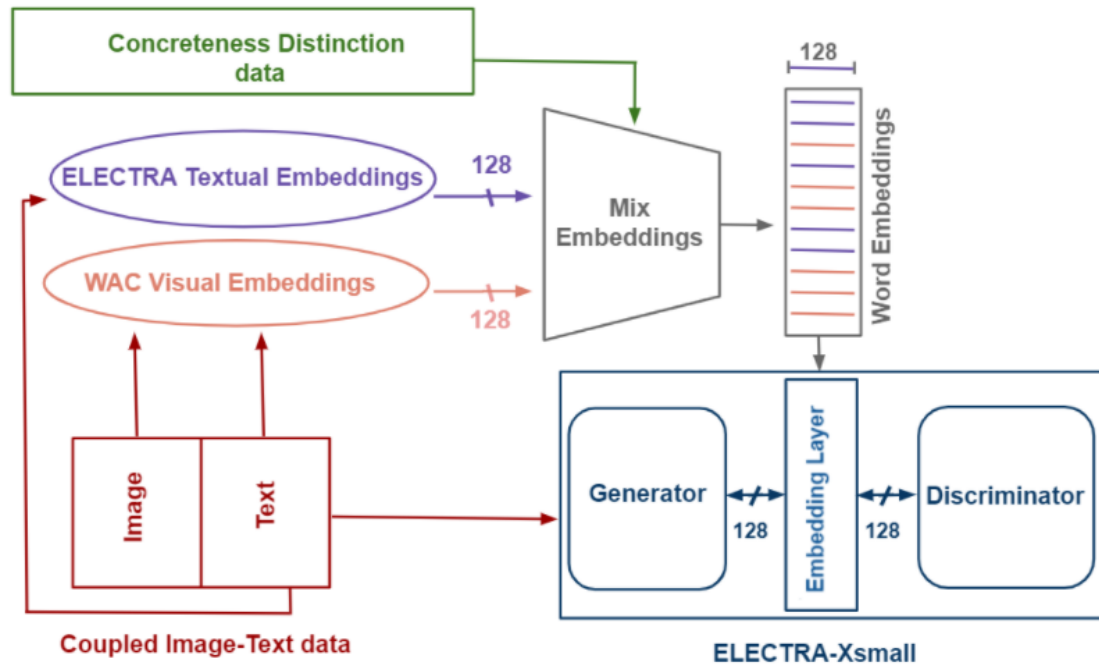 Concreteness Distinction
data
128
ELECTRA Textual Embeddings
128
Mix
Embeddings
Word Embeddings
WAC Visual Embeddings
128
Image
Text
Generator
128
Embedding Layer
128
Discriminator
Coupled Image-Text data
ELECTRA-Xsmall